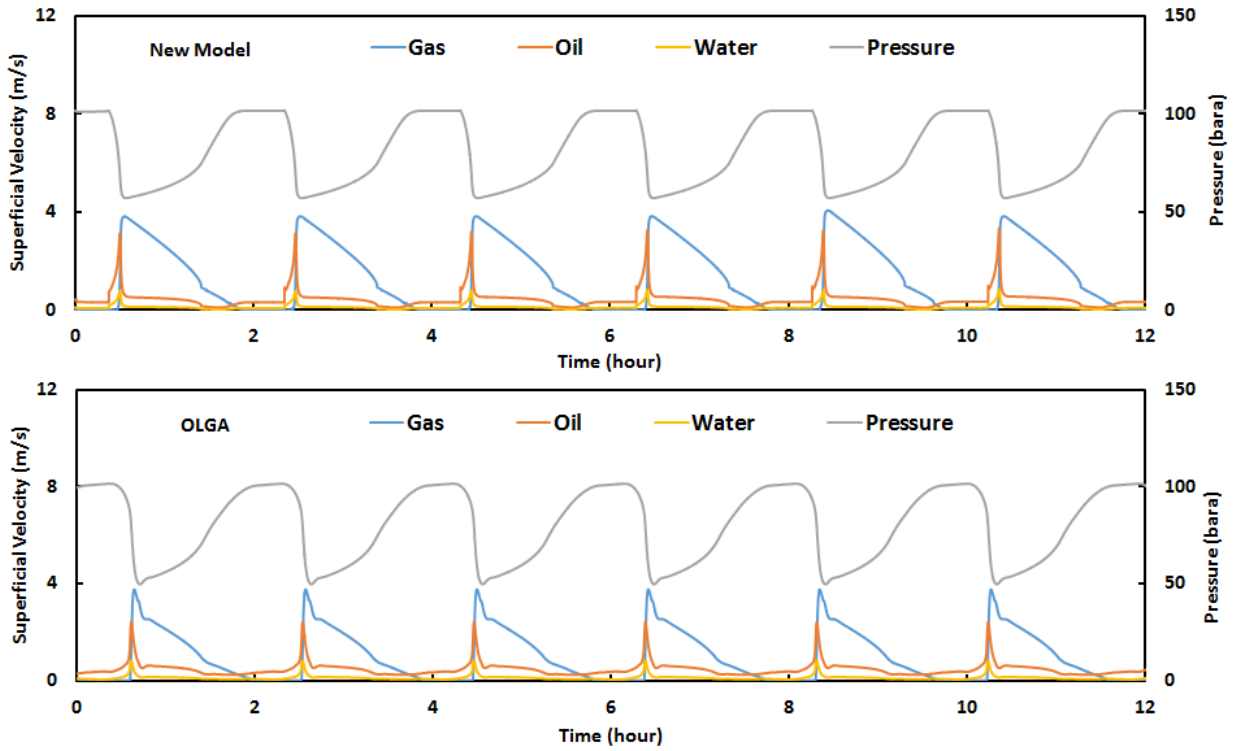 12
150
New Model
Gas
Oil
Water
Pressure
8
100
4
50
0
0
Superficial Velocity (m/s)
Pressure (bara)
0
2
4
6
8
10
12
Time (hour)
12
150
OLGA
Gas
Oil
Water
Pressure
8
100
4
50
0
0
Superficial Velocity (m/s)
Pressure (bara)
0
2
4
6
8
10
12
Time (hour)